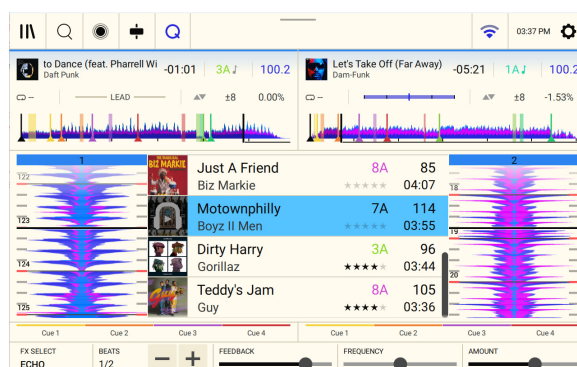 03:37 PM
to Dance (feat. Pharrell Wi
Daft Punk
-01:01
3A
100.2
Let's Take Off (Far Away)
Dam-Funk
-05:21
1A
100.2
--
LEAD
±8
0.00%
--
±8
-1.53%
1
2
122
123
124
125
BIZ MARKIE
Just A Friend
8A
85
Biz Markie
04:07
Motownphilly
7A
114
Boyz II Men
03:55
Dirty Harry
3A
96
Gorillaz
03:44
Teddy's Jam
8A
105
Guy
03:36
18
19
20
Cue 1
Cue 2
Cue 3
Cue 4
Cue 1
Cue 2
Cue 3
Cue 4
FX SELECT
ECHO
BEATS
1/2
FEEDBACK
FREQUENCY
AMOUNT